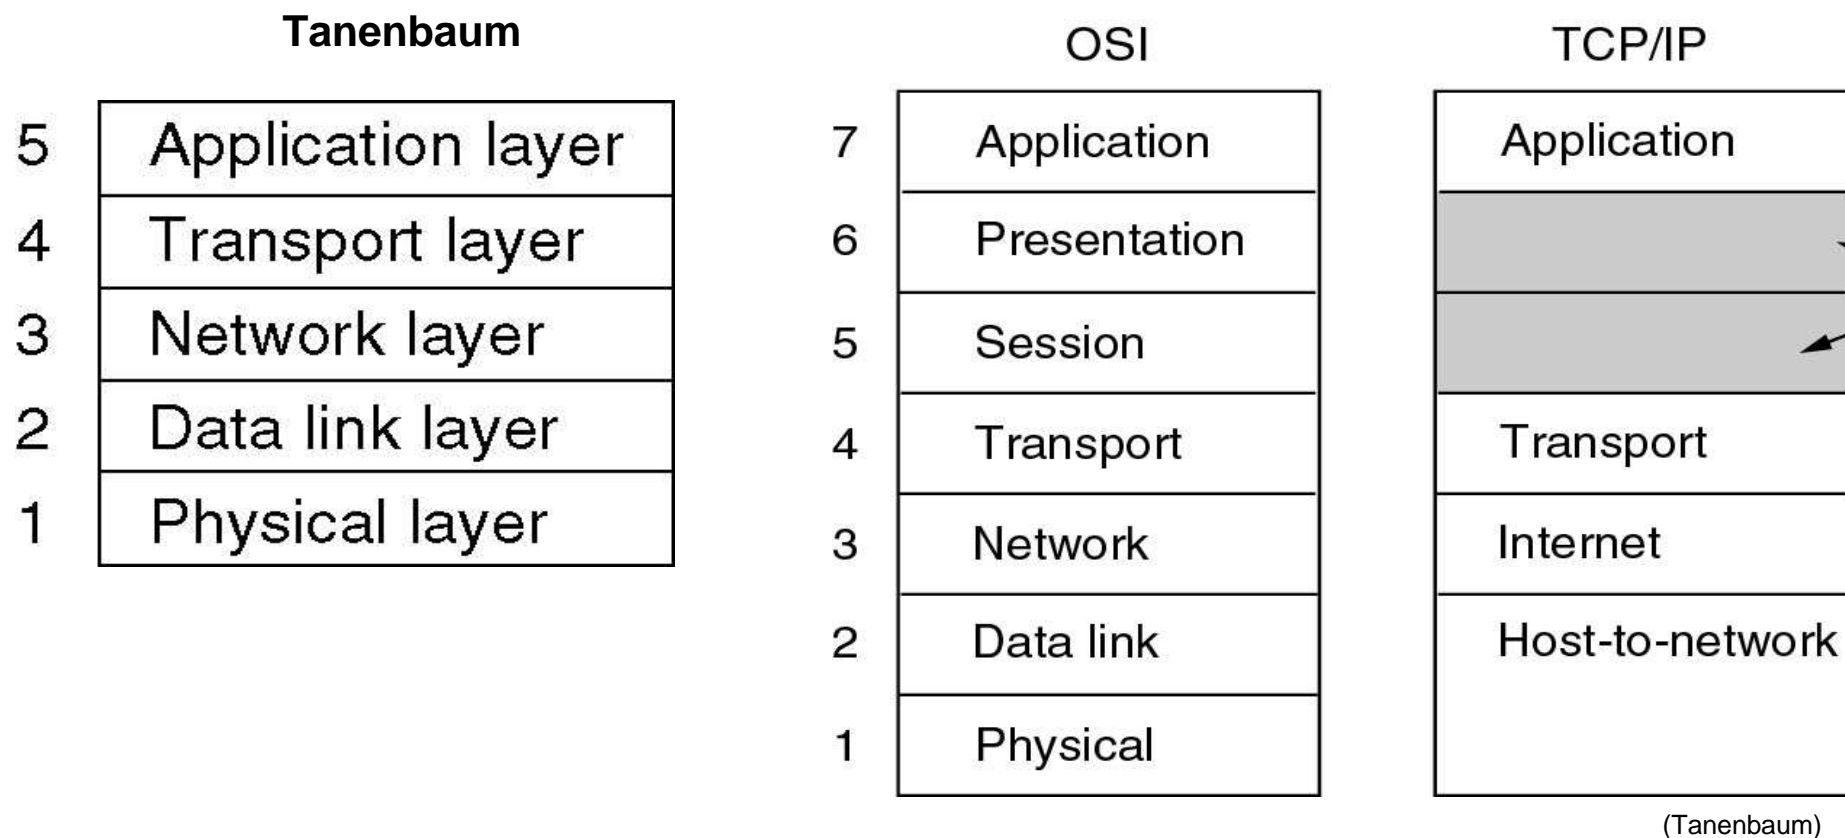 Tanenbaum
5 Application layer
4 Transport layer
3 Network layer
2 Data link layer
1 Physical layer
OSI
7 Application
6 Presentation
5 Session
4 Transport
3 Network
2 Data link
1 Physical
TCP/IP
Application
Transport
Internet
Host-to-network
(Tanenbaum)